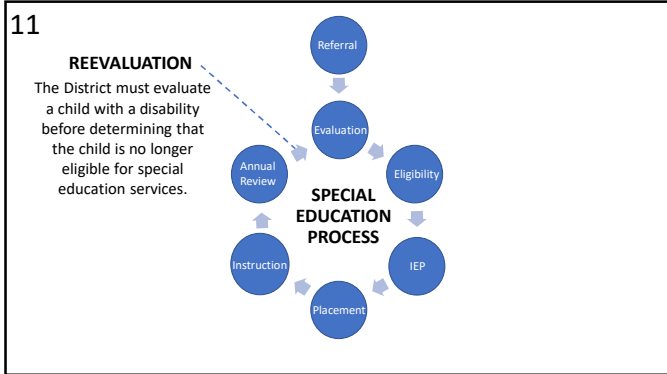 11
REEVALUATION
The District must evaluate
a child with a disability
before determining that
the child is no longer
eligible for special
education services.
Referral
Evaluation
Eligibility
IEP
Placement
Instruction
Annual
Review
SPECIAL
EDUCATION
PROCESS